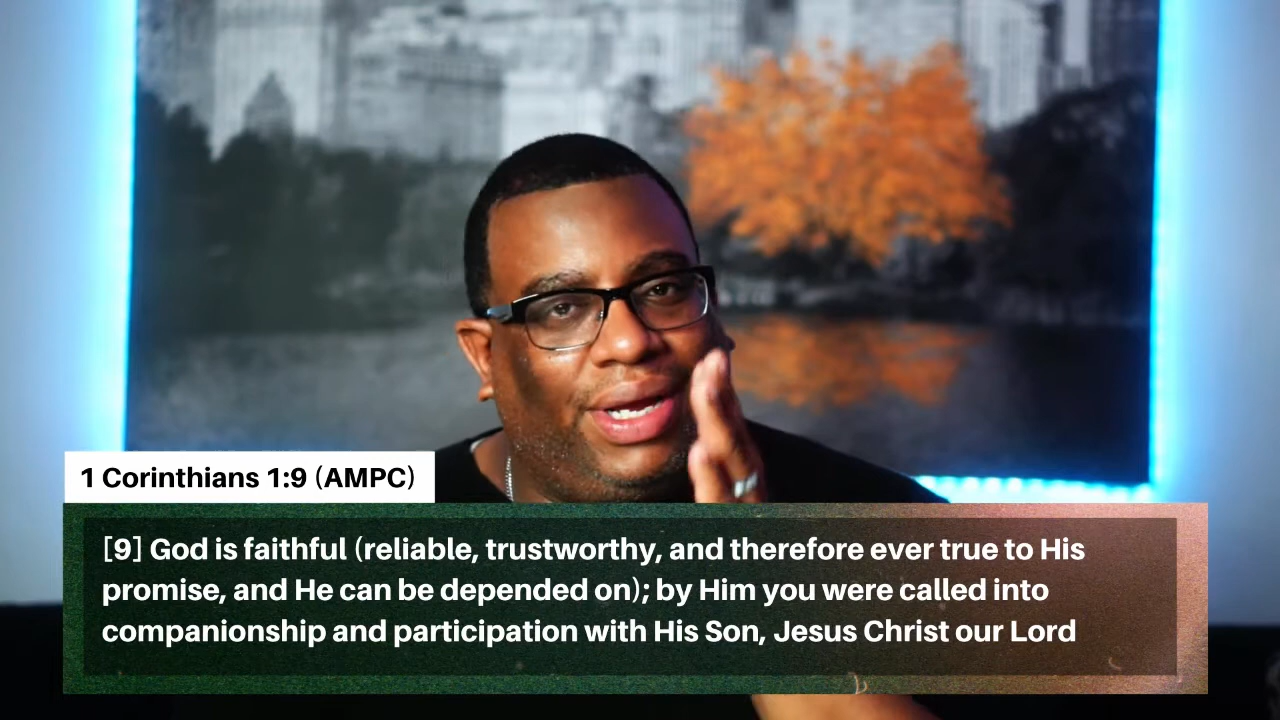 1 Corinthians 1:9 (AMPC)
[9] God is faithful (reliable, trustworthy, and therefore ever true to His
promise, and He can be depended on); by Him you were called into
companionship and participation with His Son, Jesus Christ our Lord